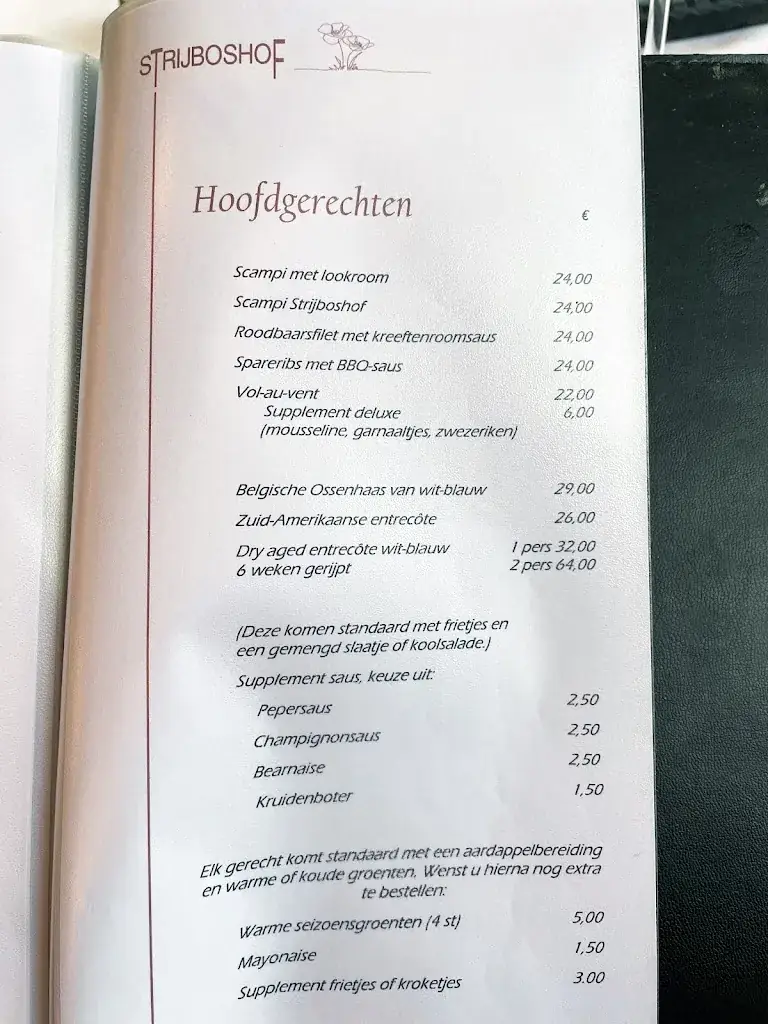 STRIJBOSHOF
Hoofdgerechten
€
Scampi met lookroom 24,00
Scampi Strijboshof 24,00
Roodbaarsfilet met kreeftenroomsaus 24,00
Spareribs met BBQ-saus 24,00
Vol-au-vent 22,00
Supplement deluxe 6,00
(mousseline, garnaaltjes, zwezeriken)
Belgische Ossenhaas van wit-blauw 29,00
Zuid-Amerikaanse entrecôte 26,00
Dry aged entrecôte wit-blauw 1 pers 32,00
6 weken gerijpt 2 pers 64,00
(Deze komen standaard met frietjes en
een gemengd slaatje of koolsalade.)
Supplement saus, keuze uit:
Pepersaus 2,50
Champignonsaus 2,50
Bearnaise 2,50
Kruidenboter 1,50
Elk gerecht komt standaard met een aardappelbereiding
en warme of koude groenten. Wenst u hierna nog extra
te bestellen:
Warme seizoensgroenten (4 st) 5,00
Mayonaise 1,50
Supplement frietjes of kroketjes 3.00